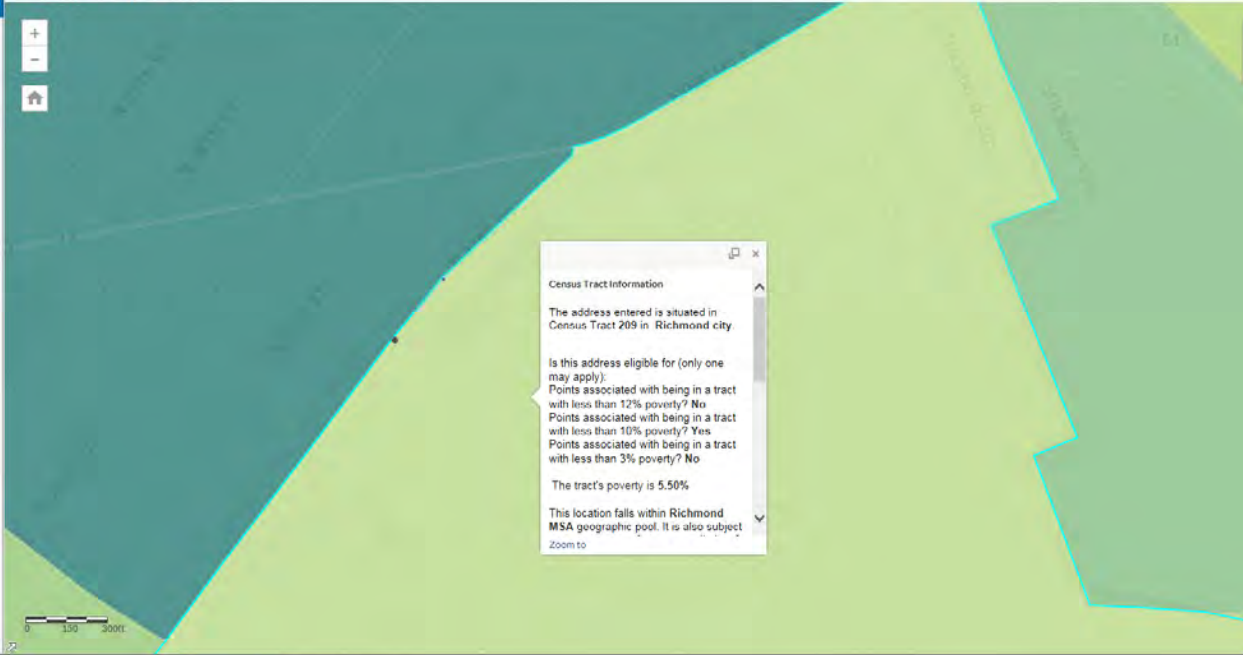 +
−
Census Tract Information
The address entered is situated in
Census Tract 209 in Richmond city
Is this address eligible for (only one
may apply):
Points associated with being in a tract
with less than 12% poverty? No
Points associated with being in a tract
with less than 10% poverty? Yes
Points associated with being in a tract
with less than 3% poverty? No
The tract's poverty is 5.50%
This location falls within Richmond
MSA geographic pool. It is also subject
Zoom to
0 150 300ft